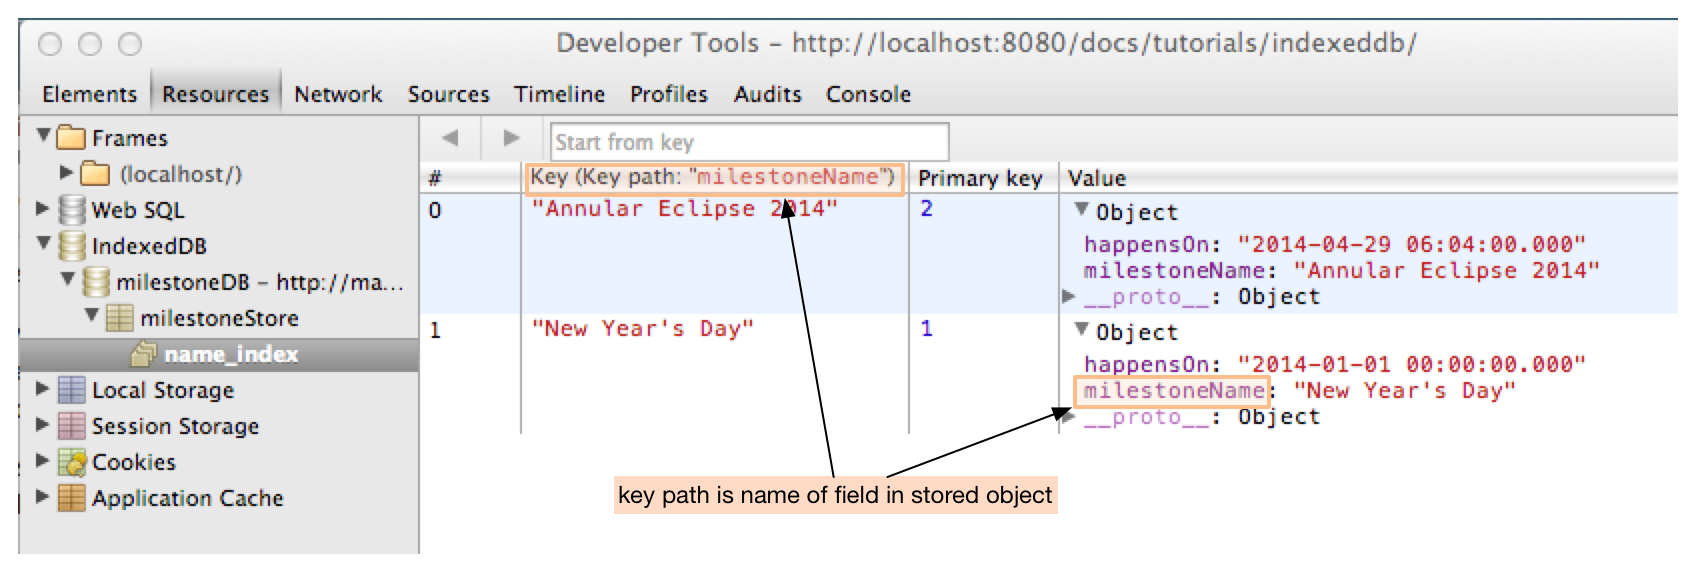 Developer Tools – http://localhost:8080/docs/tutorials/indexeddb/
Elements Resources Network Sources Timeline Profiles Audits Console
Frames
(localhost/)
Web SQL
IndexedDB
milestoneDB – http://ma...
milestoneStore
name_index
Local Storage
Session Storage
Cookies
Application Cache
Start from key
# Key (Key path: "milestoneName") Primary key Value
0 "Annular Eclipse 2014" 2 Object
happensOn: "2014-04-29 06:04:00.000"
milestoneName: "Annular Eclipse 2014"
__proto__: Object
1 "New Year's Day" 1 Object
happensOn: "2014-01-01 00:00:00.000"
milestoneName: "New Year's Day"
__proto__: Object
key path is name of field in stored object